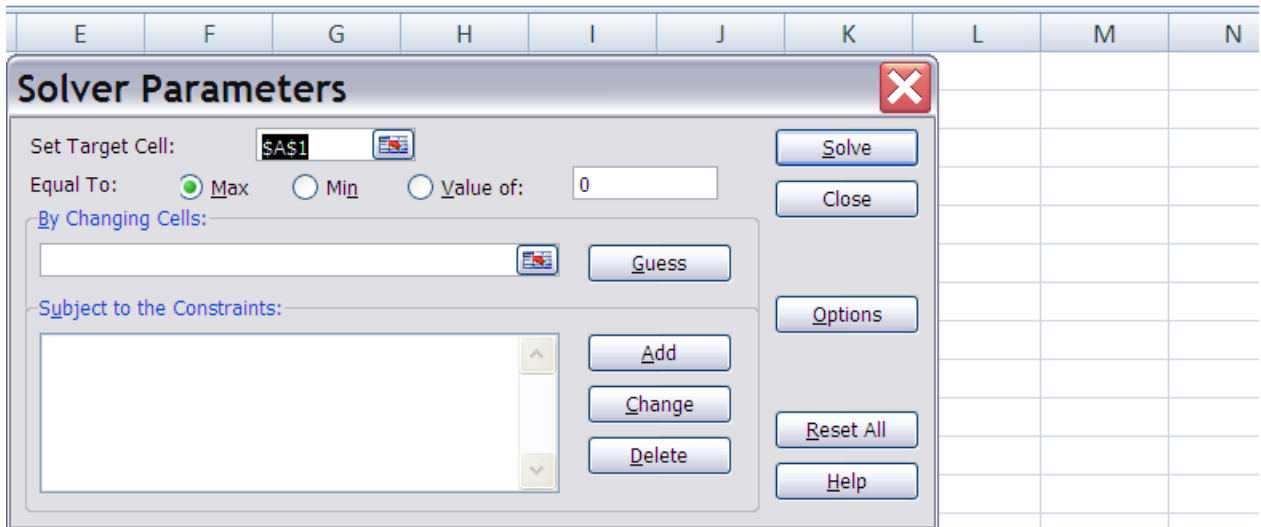 E F G H I J K L M N
Solver Parameters
Set Target Cell: $A$1 Solve
Equal To: Max Min Value of: 0
Close
By Changing Cells:
Guess
Subject to the Constraints:
Options
Add
Change
Reset All
Delete
Help